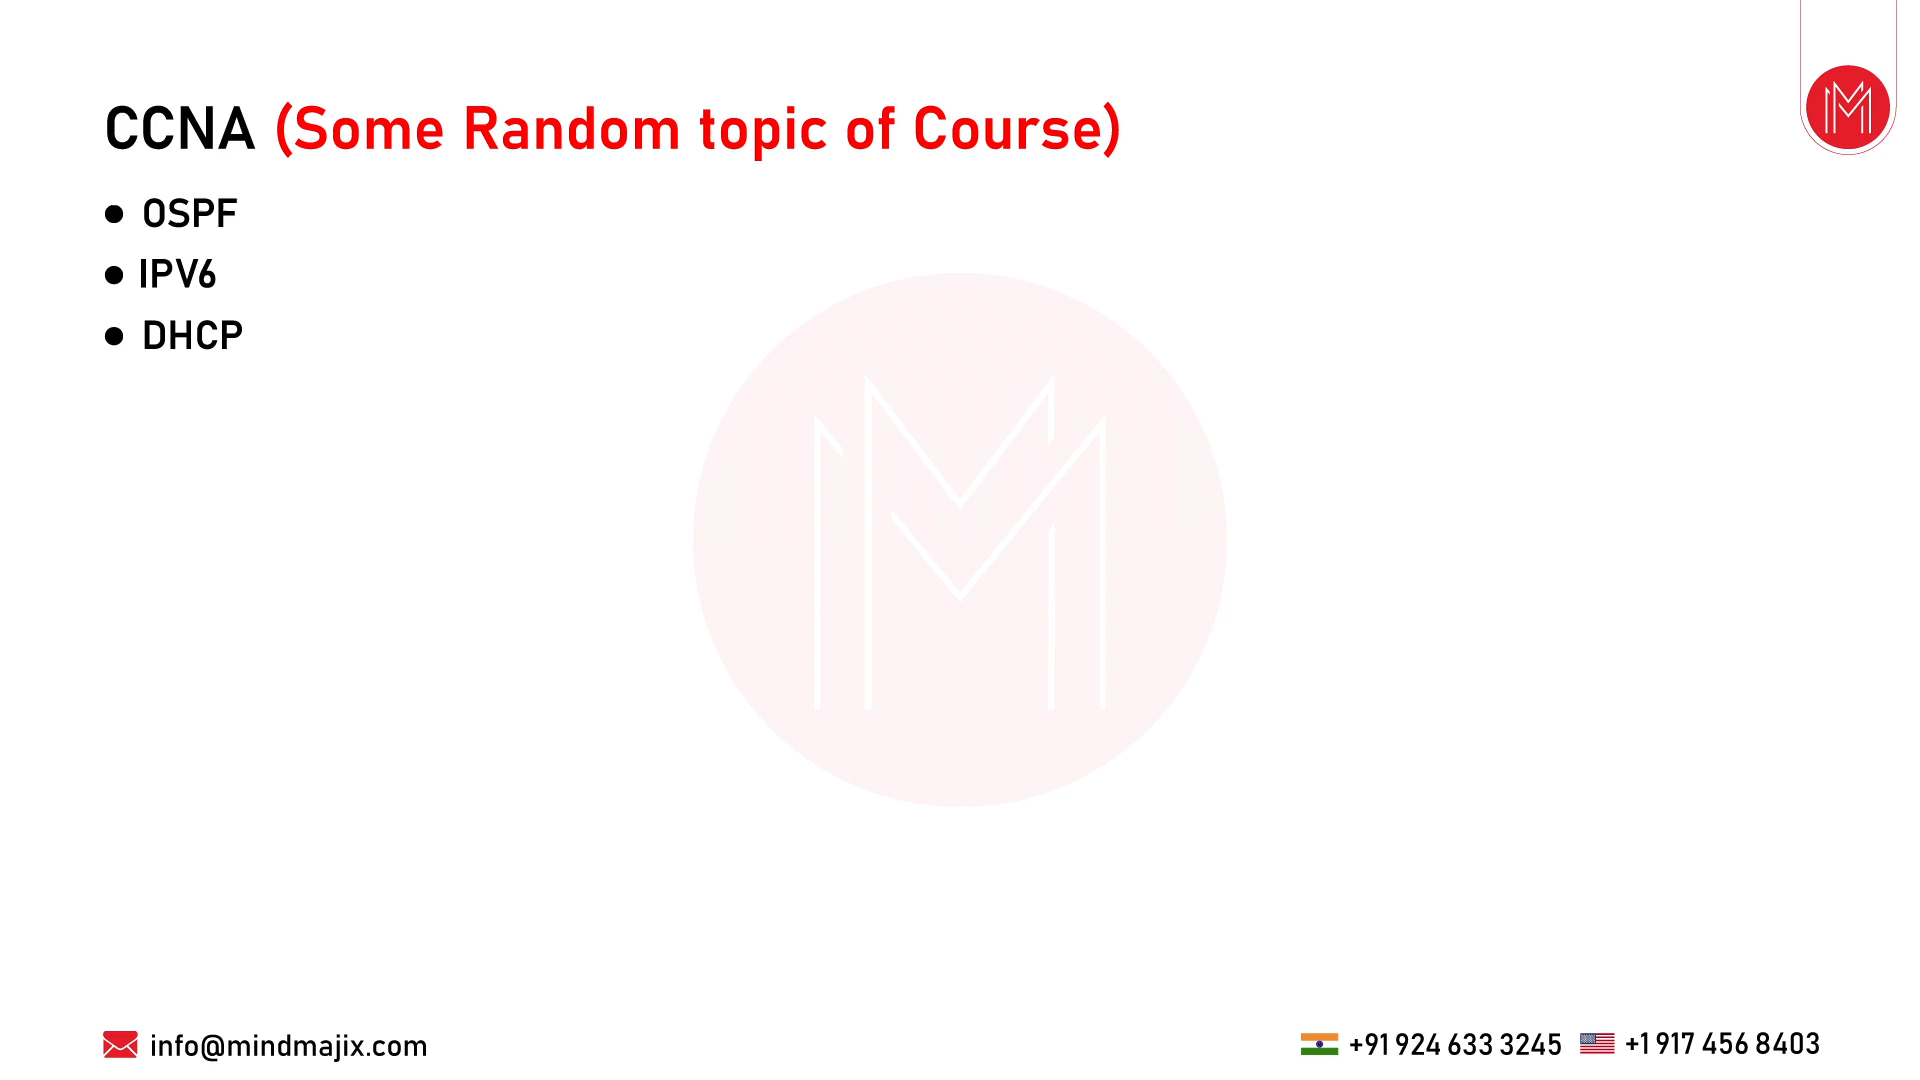 CCNA (Some Random topic of Course)
● OSPF
● IPV6
● DHCP
info@mindmajix.com
+91 924 633 3245
+1 917 456 8403